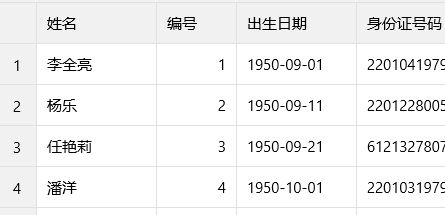 姓名 编号 出生日期 身份证号码
1 李全亮 1 1950-09-01 2201041979
2 杨乐 2 1950-09-11 2201228005
3 任艳莉 3 1950-09-21 6121327807
4 潘洋 4 1950-10-01 2201031979